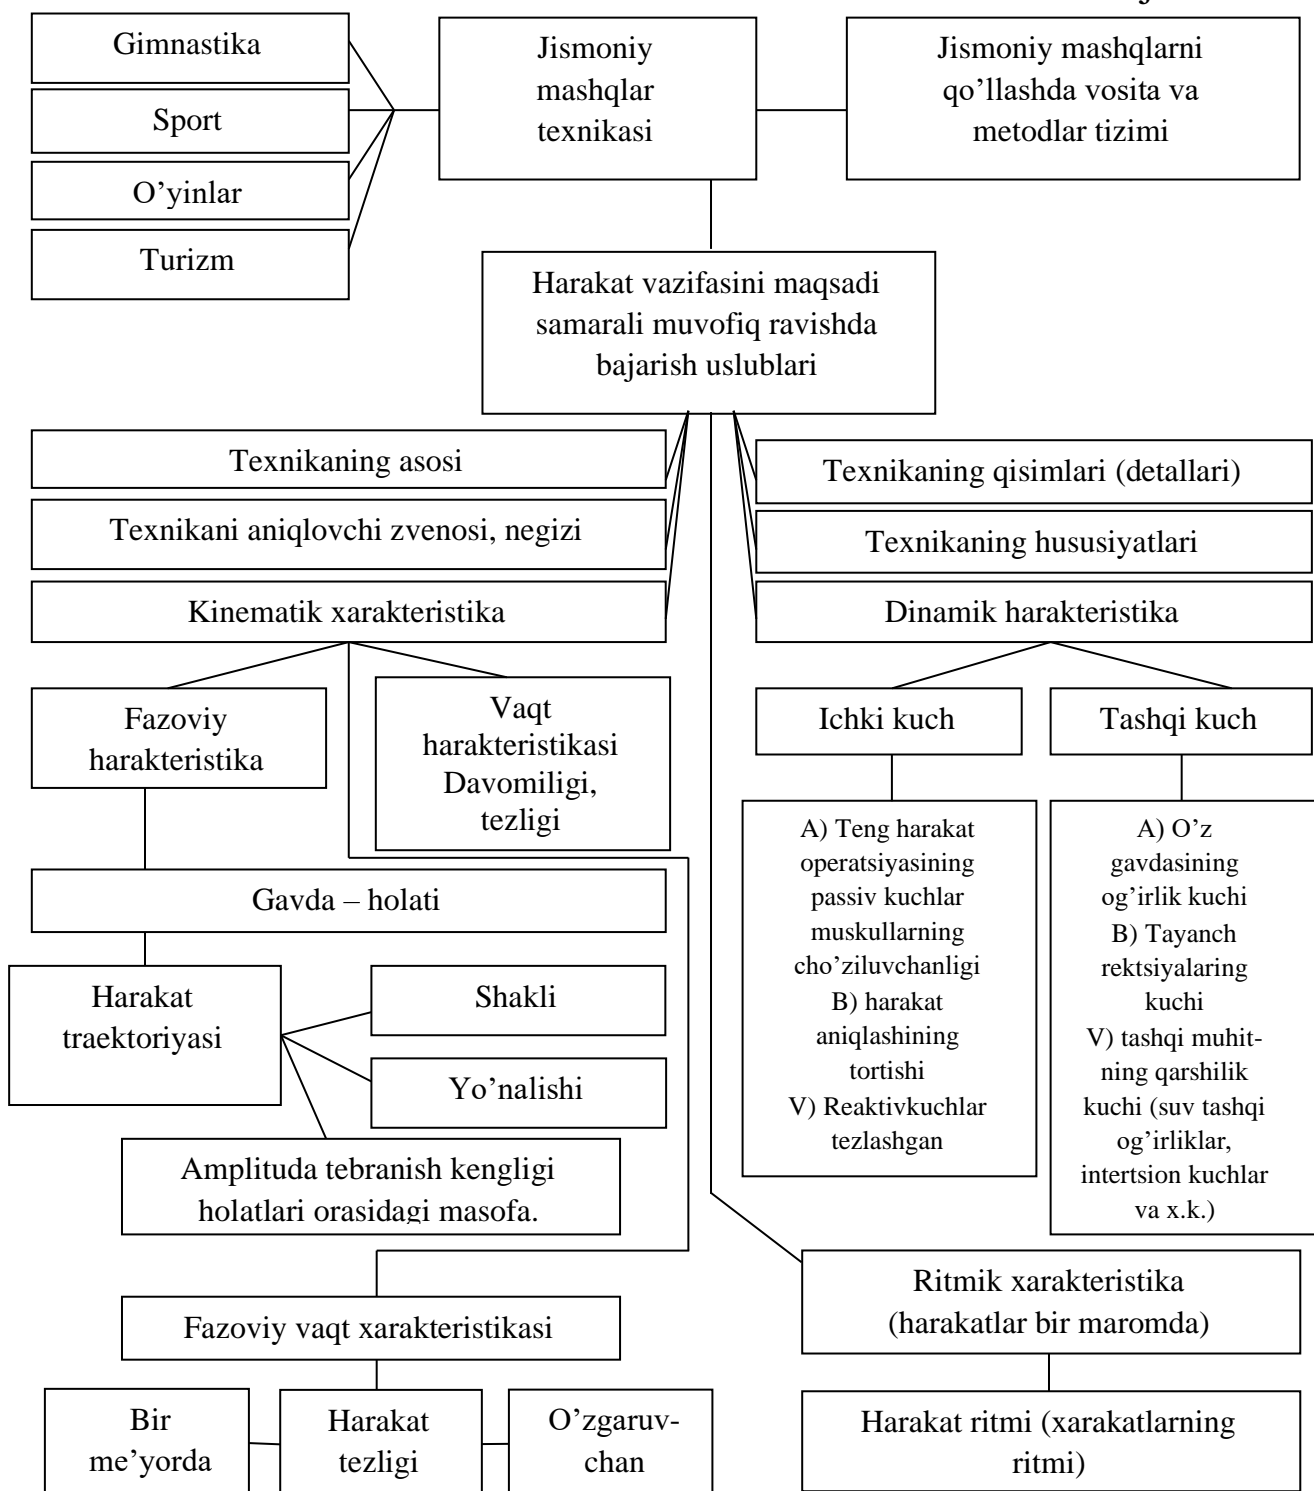 Gimnastika
Sport
O’yinlar
Turizm
Jismoniy
mashqlar
texnikasi
Jismoniy mashqlarni
qo’llashda vosita va
metodlar tizimi
Harakat vazifasini maqsadi
samarali muvofiq ravishda
bajarish uslublari
Texnikaning asosi
Texnikani aniqlovchi zvenosi, negizi
Kinematik xarakteristika
Texnikaning qisimlari (detallari)
Texnikaning hususiyatlari
Dinamik harakteristika
Fazoviy
harakteristika
Vaqt
harakteristikasi
Davomiligi,
tezligi
Ichki kuch
Tashqi kuch
A) Teng harakat
operatsiyasining
passiv kuchlar
muskullarning
cho’ziluvchanligi
B) harakat
aniqlashining
tortishi
V) Reaktivkuchlar
tezlashgan
A) O’z
gavdasining
og’irlik kuchi
B) Tayanch
rektsiyalaring
kuchi
V) tashqi muhit-
ning qarshilik
kuchi (suv tashqi
og’irliklar,
intertsion kuchlar
va x.k.)
Gavda – holati
Harakat
traektoriyasi
Shakli
Yo’nalishi
Amplituda tebranish kengligi
holatlari orasidagi masofa.
Fazoviy vaqt xarakteristikasi
Bir
me’yorda
Harakat
tezligi
O’zgaruv-
chan
Ritmik xarakteristika
(harakatlar bir maromda)
Harakat ritmi (xarakatlarning
ritmi)